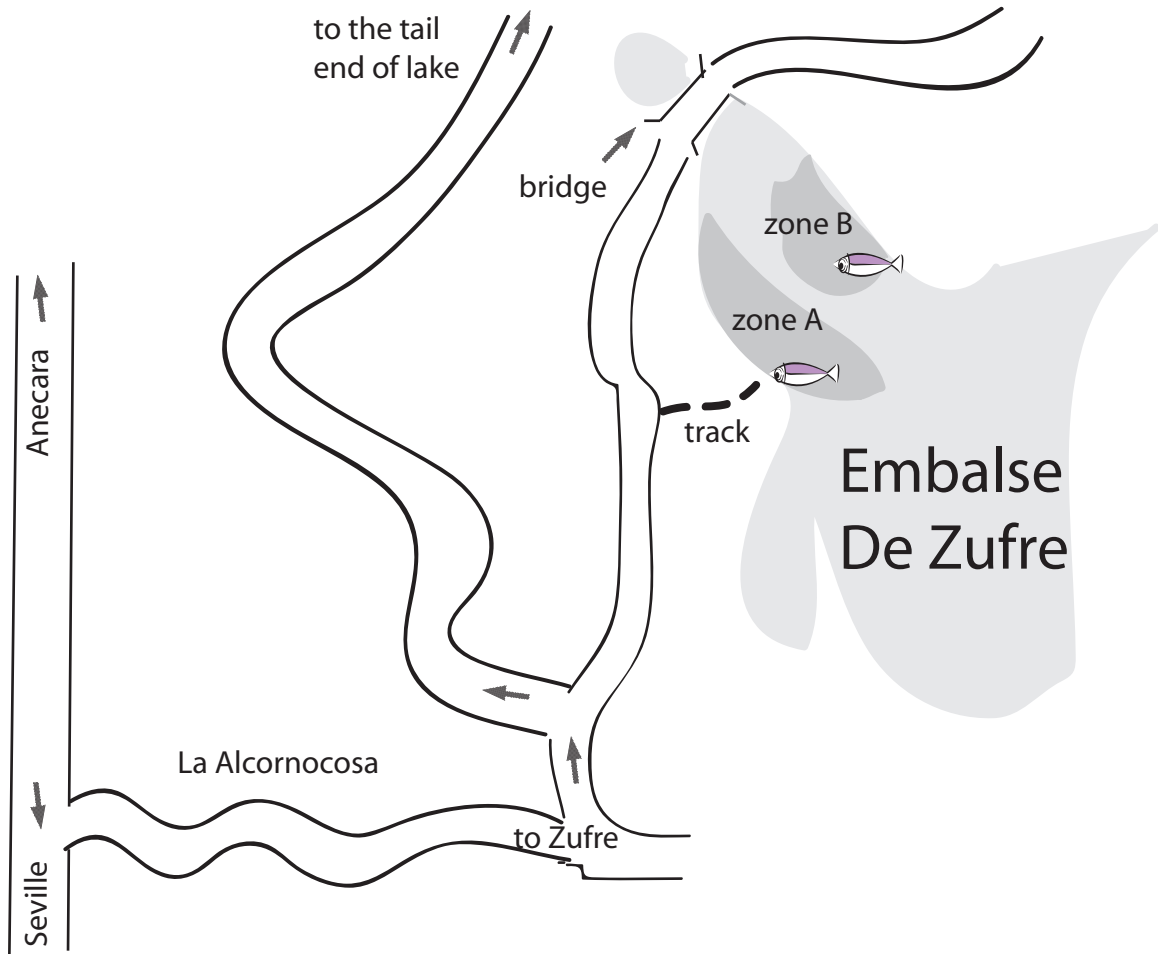 to the tail
end of lake
bridge
zone B
zone A
Anecara
track
Embalse
De Zufre
La Alcornocosa
to Zufre
Seville